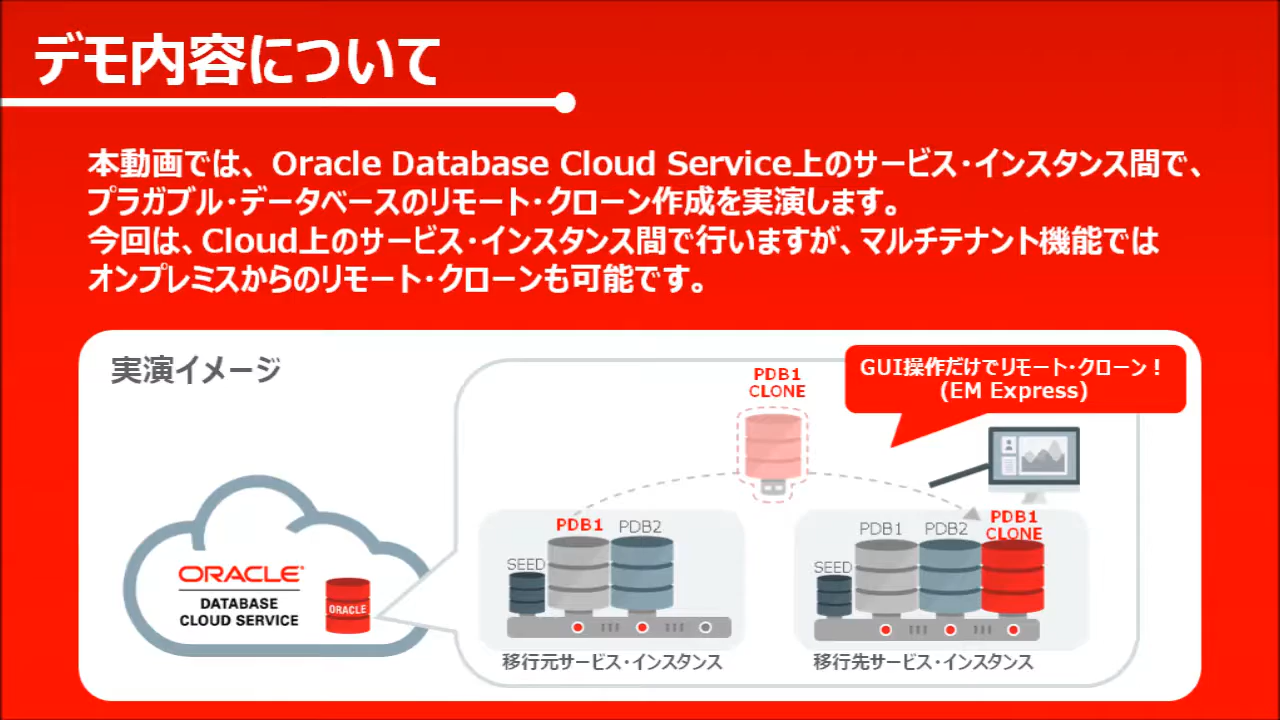 デモ内容について
本動画では、Oracle Database Cloud Service上のサービス・インスタンス間で、
プラガブル・データベースのリモート・クローン作成を実演します。
今回は、Cloud上のサービス・インスタンス間で行いますが、マルチテナント機能では
オンプレミスからのリモート・クローンも可能です。
実演イメージ
GUI操作だけでリモート・クローン！
(EM Express)
PDB1
CLONE
ORACLE
DATABASE
CLOUD SERVICE
ORACLE
SEED
PDB1
PDB2
移行元サービス・インスタンス
SEED
PDB1
PDB2
PDB1
CLONE
移行先サービス・インスタンス